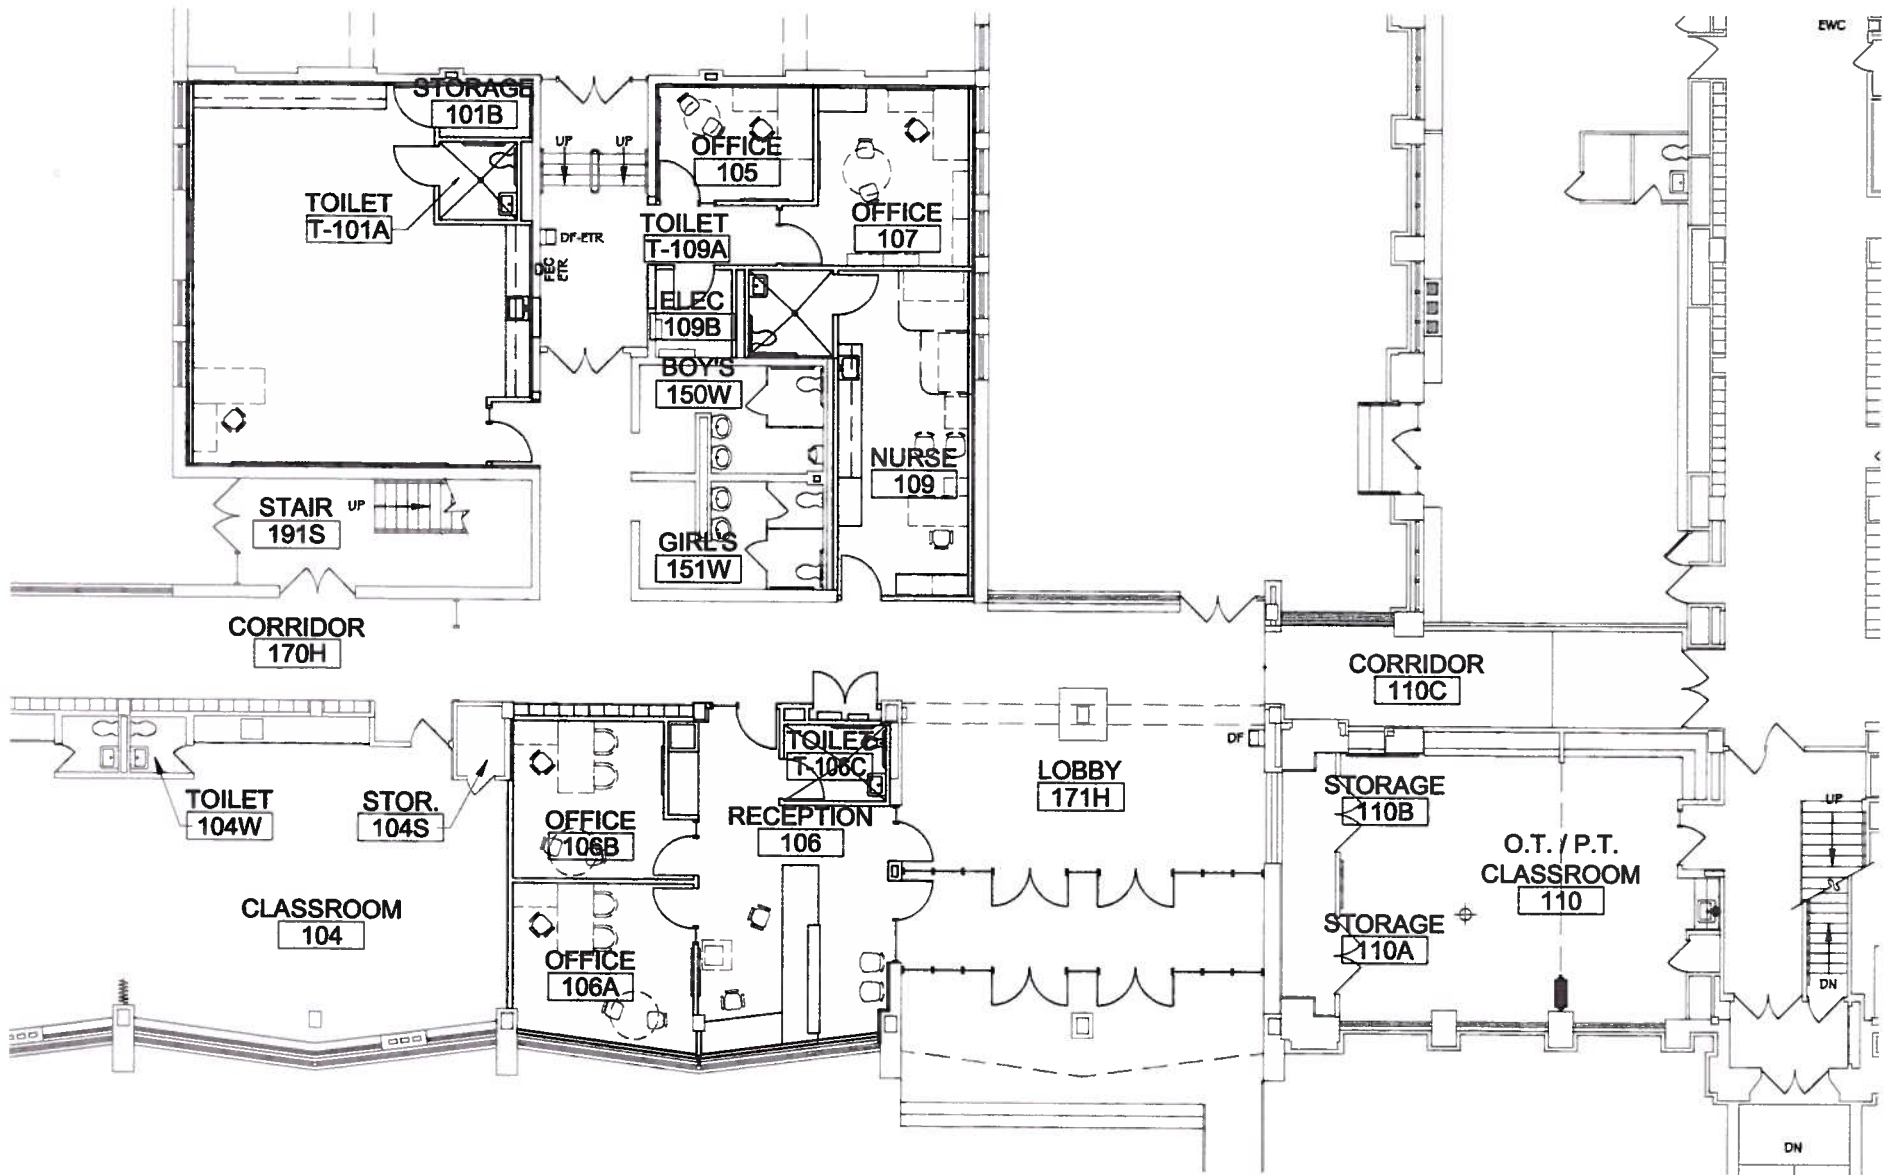 EWC
STORAGE
101B
UP
UP
OFFICE
105
TOILET
T-101A
TOILET
T-109A
OFFICE
107
DF-ETR
FEC
ETR
ELEC
109B
BOY'S
150W
NURSE
109
STAIR
191S
UP
GIRL'S
151W
CORRIDOR
170H
CORRIDOR
110C
DF
TOILET
T-106C
LOBBY
171H
TOILET
104W
STOR.
104S
OFFICE
106B
RECEPTION
106
STORAGE
110B
UP
O.T. / P.T.
CLASSROOM
110
CLASSROOM
104
STORAGE
110A
OFFICE
106A
DN
DN